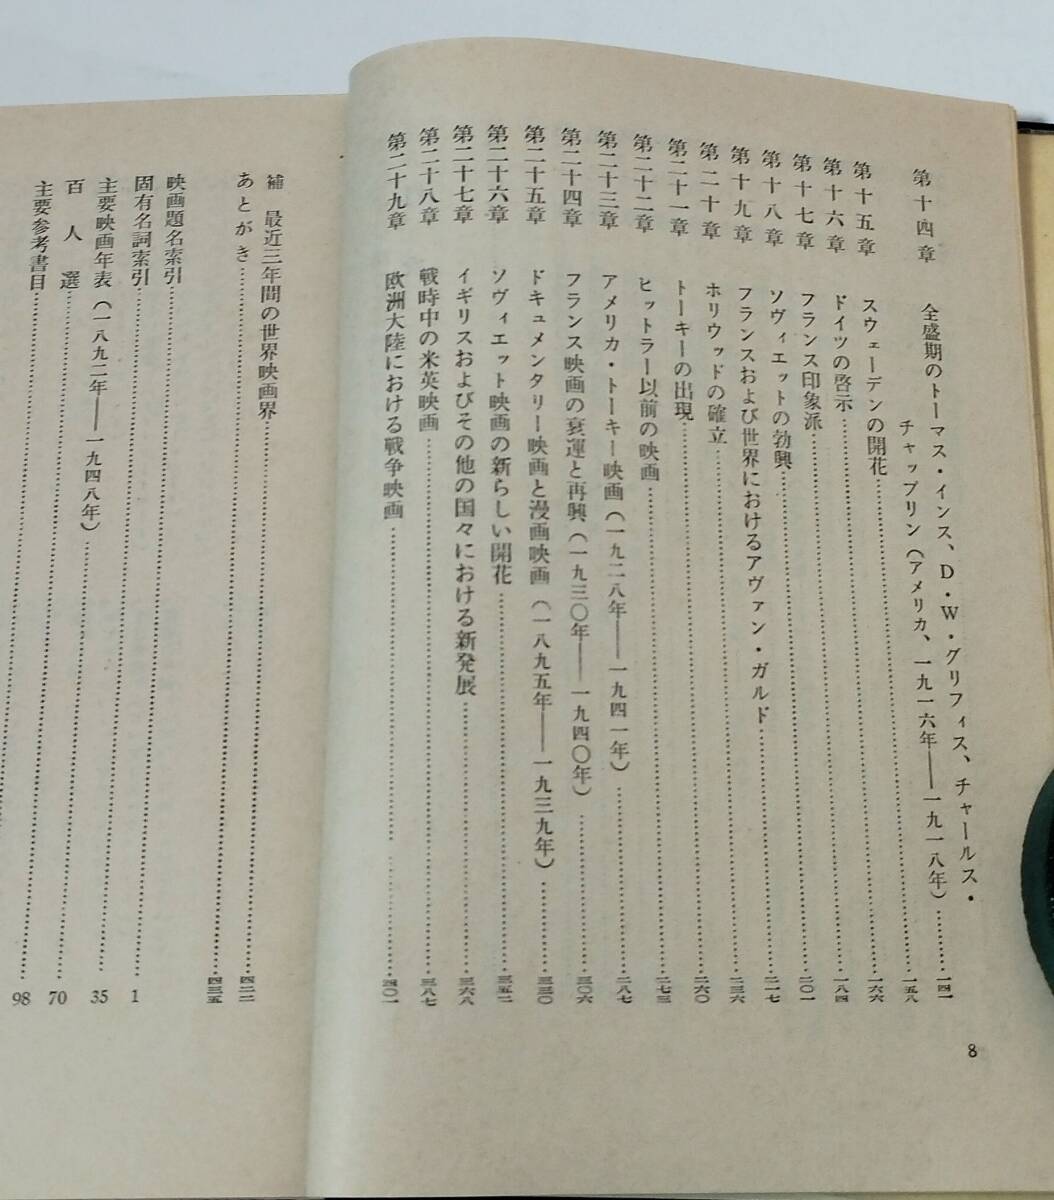 第十四章 全盛期のトーマス・インス、D・W・グリフィス、チャールス・
チャップリン（アメリカ、一九一六年——一九一八年）……一四一
第十五章 スウェーデンの開花……一五八
第十六章 ドイツの啓示……一六六
第十七章 フランス印象派……一八四
第十八章 ソヴィエットの勃興……二〇一
第十九章 フランスおよび世界におけるアヴァン・ガルド……二一七
第二十章 ホリウッドの確立……二三六
第二十一章 トーキーの出現……二六〇
第二十二章 ヒットラー以前の映画……二七三
第二十三章 アメリカ・トーキー映画（一九二八年——一九四一年）……二八七
第二十四章 フランス映画の衰運と再興（一九三〇年——一九四〇年）……三〇六
第二十五章 ドキュメンタリー映画と漫画映画（一八九五年——一九三九年）……三三〇
第二十六章 ソヴィエット映画の新らしい開花……三五二
第二十七章 イギリスおよびその他の国々における新発展……三六八
第二十八章 戦時中の米英映画……三八七
第二十九章 欧洲大陸における戦争映画……四〇一
8
補 最近三年間の世界映画界……四二二
あとがき……四三五
映画題名索引……1
固有名詞索引……35
主要映画年表（一八九二年——一九四八年）……70
百人選……98
主要参考書目……